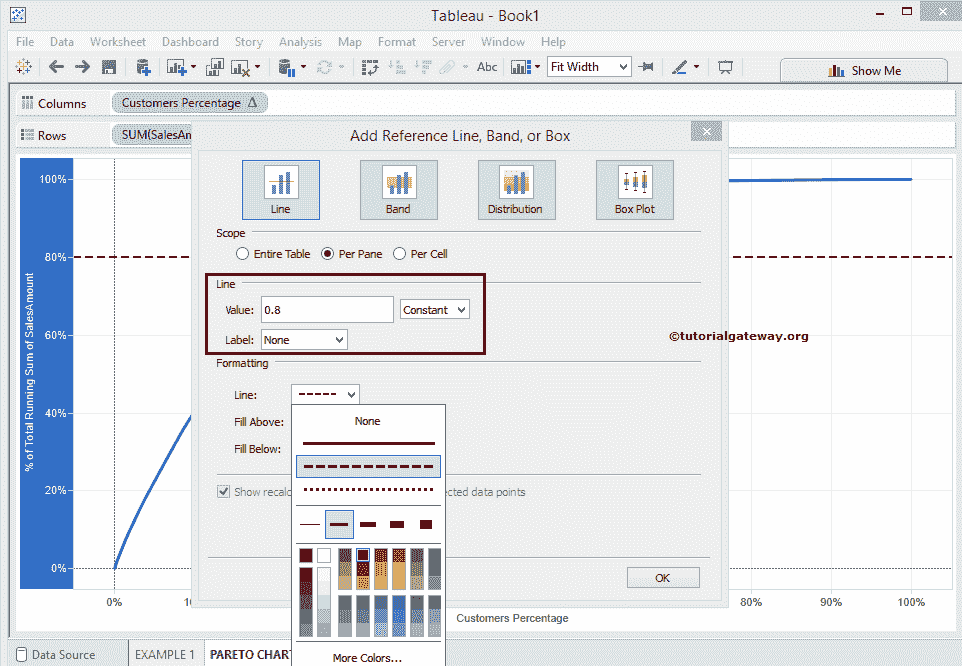 Tableau - Book1
File Data Worksheet Dashboard Story Analysis Map Format Server Window Help
Abc Fit Width Show Me
Columns Customers Percentage Δ
Rows SUM(SalesAm
Add Reference Line, Band, or Box
Line Band Distribution Box Plot
Scope
Entire Table Per Pane Per Cell
Line
Value: 0.8 Constant
Label: None
Formatting
Line:
Fill Above:
None
Fill Below:
Show recalc ected data points
OK
More Colors...
% of Total Running Sum of SalesAmount
100%
80%
60%
40%
20%
0%
0% 10 80% 90% 100%
Customers Percentage
©tutorialgateway.org
Data Source EXAMPLE 1 PARETO CHART